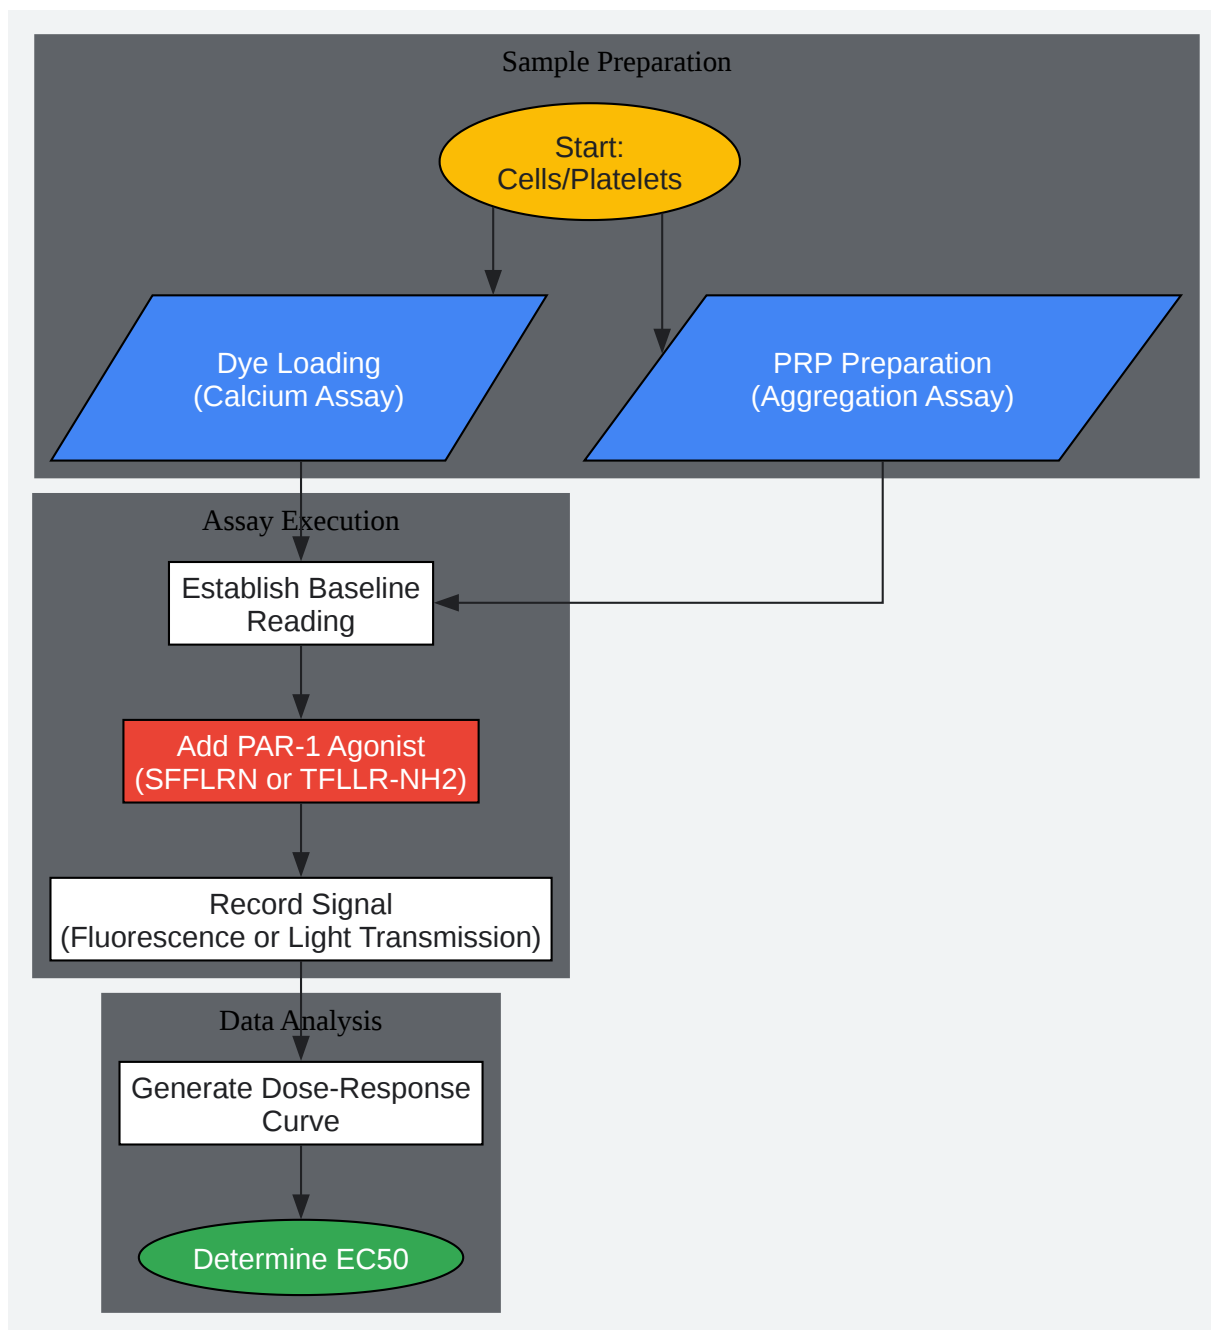 Sample Preparation
Start:
Cells/Platelets
Dye Loading
(Calcium Assay)
PRP Preparation
(Aggregation Assay)
Assay Execution
Establish Baseline
Reading
Add PAR-1 Agonist
(SFFLRN or TFLLR-NH2)
Record Signal
(Fluorescence or Light Transmission)
Data Analysis
Generate Dose-Response
Curve
Determine EC50